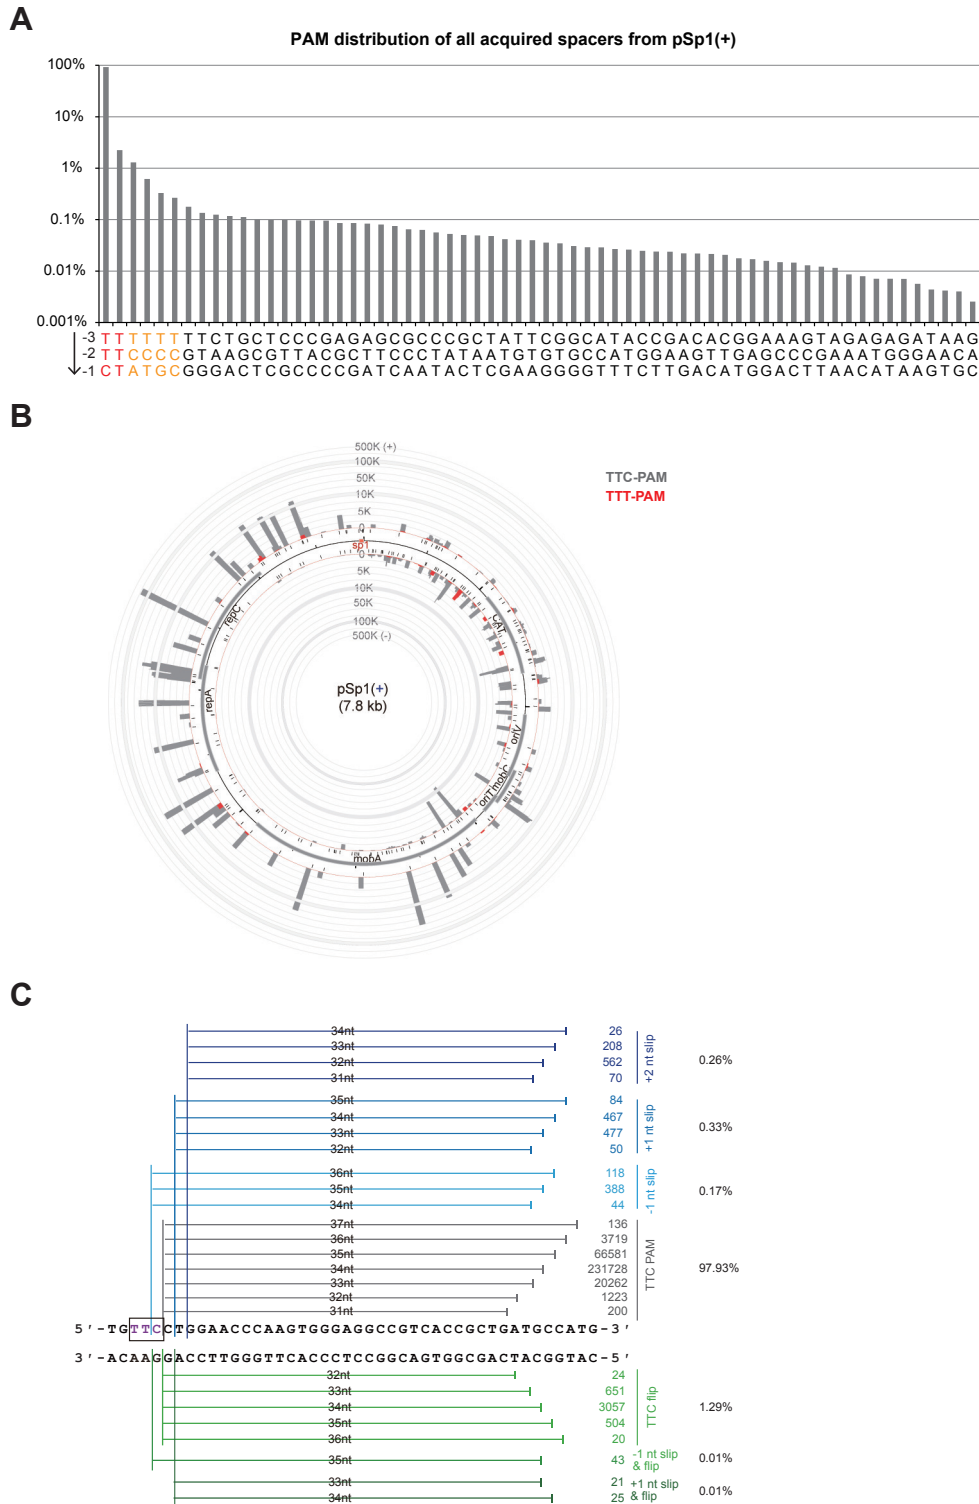 A
PAM distribution of all acquired spacers from pSp1(+)
100%
10%
1%
0.1%
0.01%
0.001%
-3 TTTTTTTTCTGCTCCCGAGAGCGCCCGCTATTCGGCATACCGACACGGAAAGTAGAGAGATAAG
-2 TTCCCCGTAAGCGTTACGCTTCCCTATAATGTGTGCCATGGAAGTTGAGCCCGAAATGGGAACA
-1 CTATGCGGGACTCGCCCCGATCAATACTCGAAGGGGTTTCTTGACATGGACTTAACATAAGTGC
B
500K (+)
100K
50K
10K
5K
0
sp1
0
5K
10K
50K
100K
500K (-)
TTC-PAM
TTT-PAM
repC
CAT
repA
oriV
mobC
oriT
mobA
pSp1(+)
(7.8 kb)
C
34nt 26
33nt 208
32nt 562
31nt 70
+2 nt slip
0.26%
35nt 84
34nt 467
33nt 477
32nt 50
+1 nt slip
0.33%
36nt 118
35nt 388
34nt 44
-1 nt slip
0.17%
37nt 136
36nt 3719
35nt 66581
34nt 231728
33nt 20262
32nt 1223
31nt 200
TTC PAM
97.93%
5'-TGTTCCTGGAACCCAAGTGGGAGGCCGTCACCGCTGATGCCATG-3'
3'-ACAAGGACCTTGGGTTCACCCTCCGGCAGTGGCGACTACGGTAC-5'
32nt 24
33nt 651
34nt 3057
35nt 504
36nt 20
TTC flip
1.29%
35nt 43
-1 nt slip
& flip
0.01%
33nt 21
34nt 25
+1 nt slip
& flip
0.01%